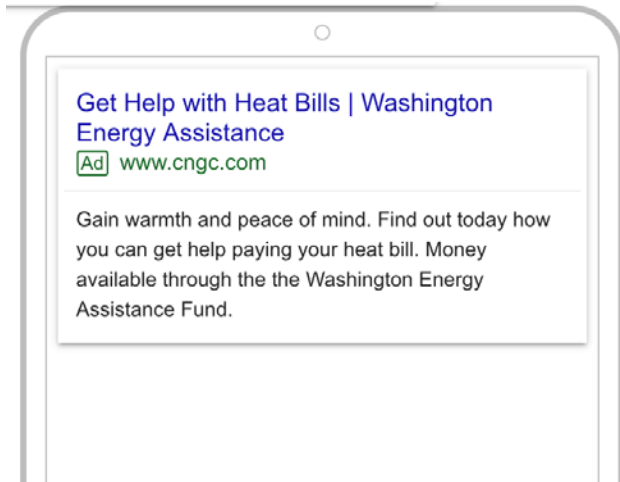 Get Help with Heat Bills | Washington
Energy Assistance
Ad www.cngc.com
Gain warmth and peace of mind. Find out today how
you can get help paying your heat bill. Money
available through the the Washington Energy
Assistance Fund.